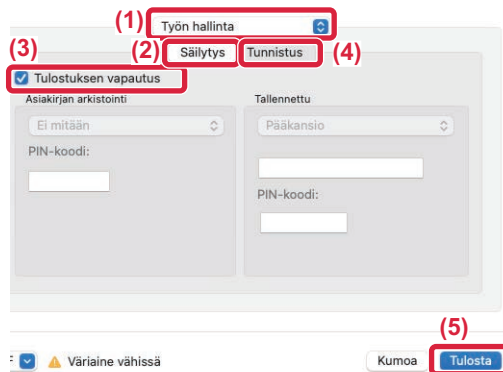 (1)
Työn hallinta
(3)
(2)
Säilytys
Tunnistus
(4)
Tulostuksen vapautus
Asiakirjan arkistointi
Tallennettu
Ei mitään
Pääkansio
PIN-koodi:
PIN-koodi:
(5)
Väriaine vähissä
Kumoa
Tulosta